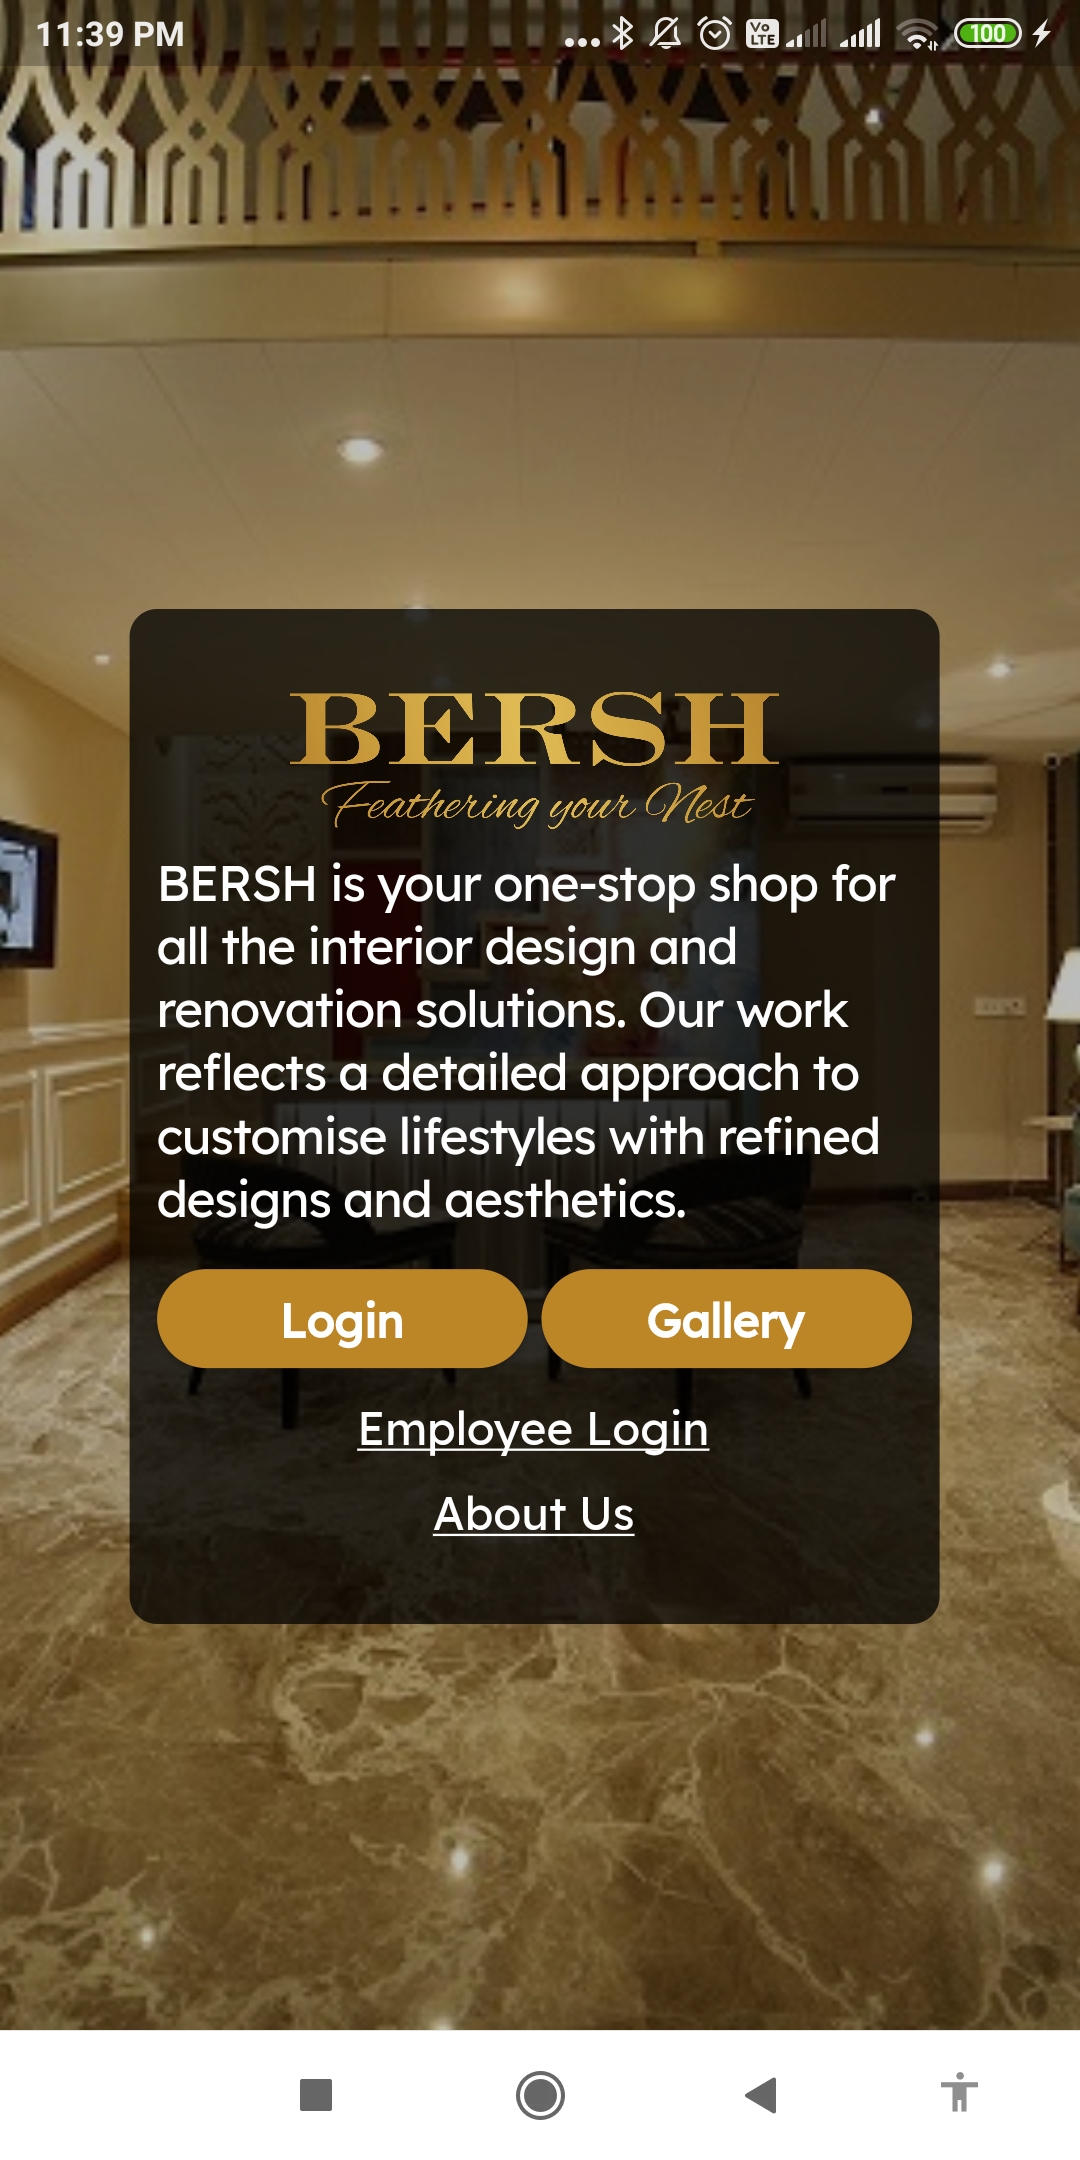 11:39 PM
Vo
LTE
100
BERSH
Feathering your Nest
BERSH is your one-stop shop for
all the interior design and
renovation solutions. Our work
reflects a detailed approach to
customise lifestyles with refined
designs and aesthetics.
Login
Gallery
Employee Login
About Us